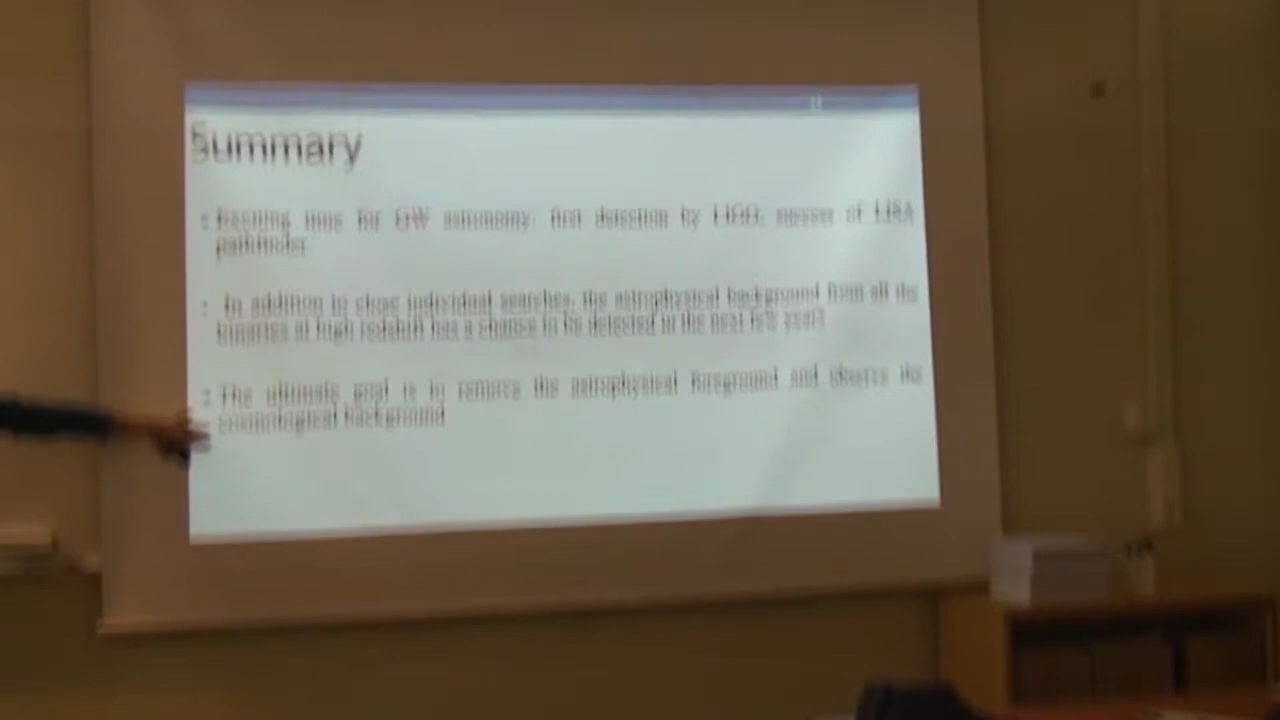 Summary
Exciting time for GW astronomy: first detection by LIGO, success of LISA
pathfinder
In addition to close individual searches, the astrophysical background from all the
binaries at high redshift has a chance to be detected in the next few years
The ultimate goal is to remove the astrophysical foreground and observe the
cosmological background